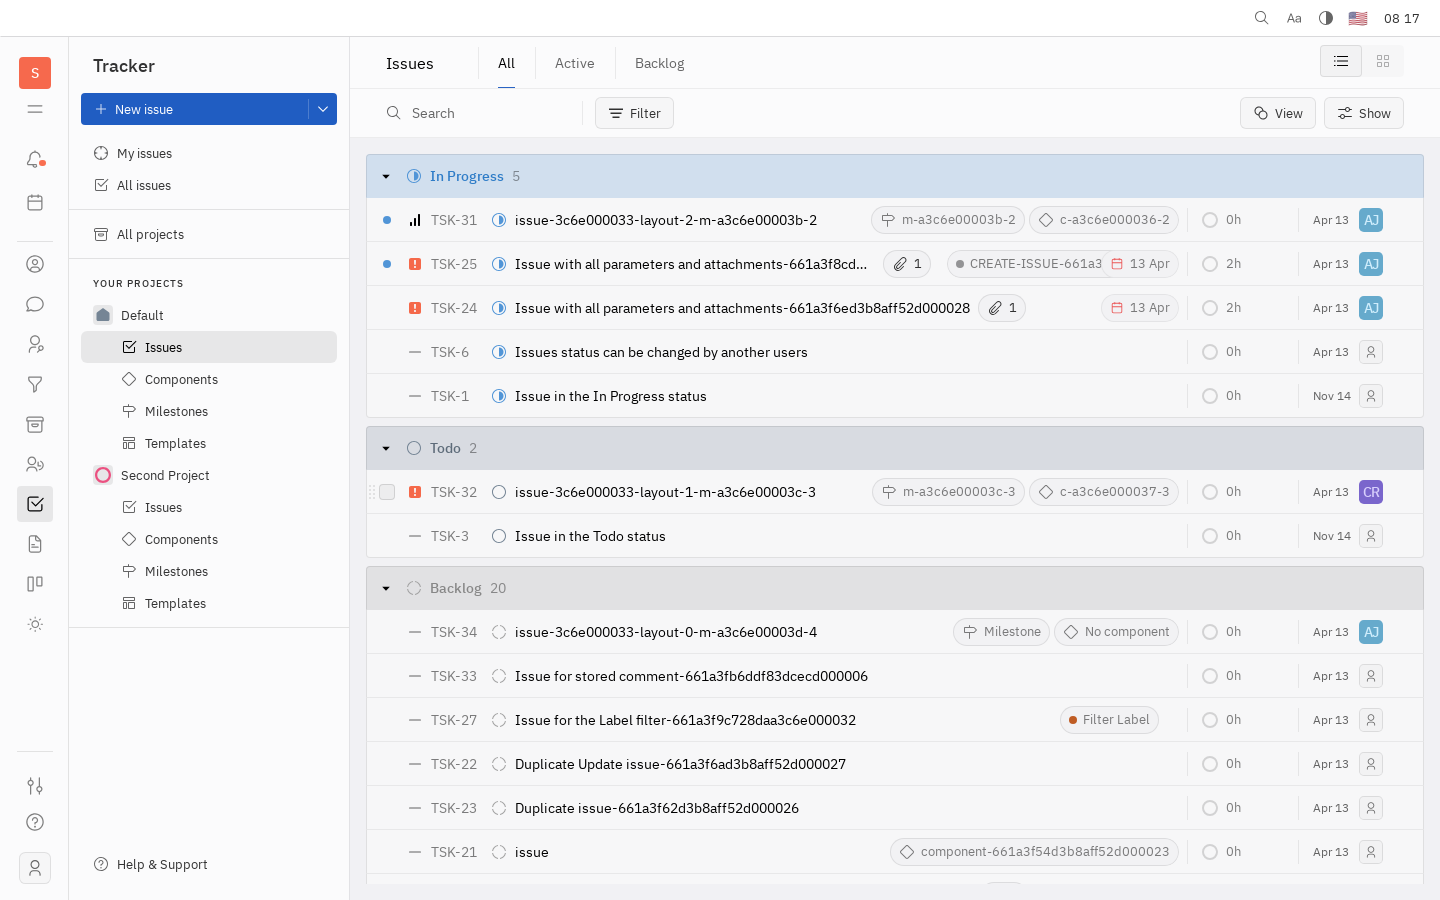 Aa 08 17
S
Tracker
New issue
My issues
All issues
All projects
YOUR PROJECTS
Default
Issues
Components
Milestones
Templates
Second Project
Issues
Components
Milestones
Templates
Help & Support
Issues All Active Backlog
Search Filter View Show
In Progress 5
TSK-31 issue-3c6e000033-layout-2-m-a3c6e00003b-2 m-a3c6e00003b-2 c-a3c6e000036-2 0h Apr 13 AJ
TSK-25 Issue with all parameters and attachments-661a3f8cd... 1 CREATE-ISSUE-661a3 13 Apr 2h Apr 13 AJ
TSK-24 Issue with all parameters and attachments-661a3f6ed3b8aff52d000028 1 13 Apr 2h Apr 13 AJ
TSK-6 Issues status can be changed by another users 0h Apr 13
TSK-1 Issue in the In Progress status 0h Nov 14
Todo 2
TSK-32 issue-3c6e000033-layout-1-m-a3c6e00003c-3 m-a3c6e00003c-3 c-a3c6e000037-3 0h Apr 13 CR
TSK-3 Issue in the Todo status 0h Nov 14
Backlog 20
TSK-34 issue-3c6e000033-layout-0-m-a3c6e00003d-4 Milestone No component 0h Apr 13 AJ
TSK-33 Issue for stored comment-661a3fb6ddf83dcecd000006 0h Apr 13
TSK-27 Issue for the Label filter-661a3f9c728daa3c6e000032 Filter Label 0h Apr 13
TSK-22 Duplicate Update issue-661a3f6ad3b8aff52d000027 0h Apr 13
TSK-23 Duplicate issue-661a3f62d3b8aff52d000026 0h Apr 13
TSK-21 issue component-661a3f54d3b8aff52d000023 0h Apr 13